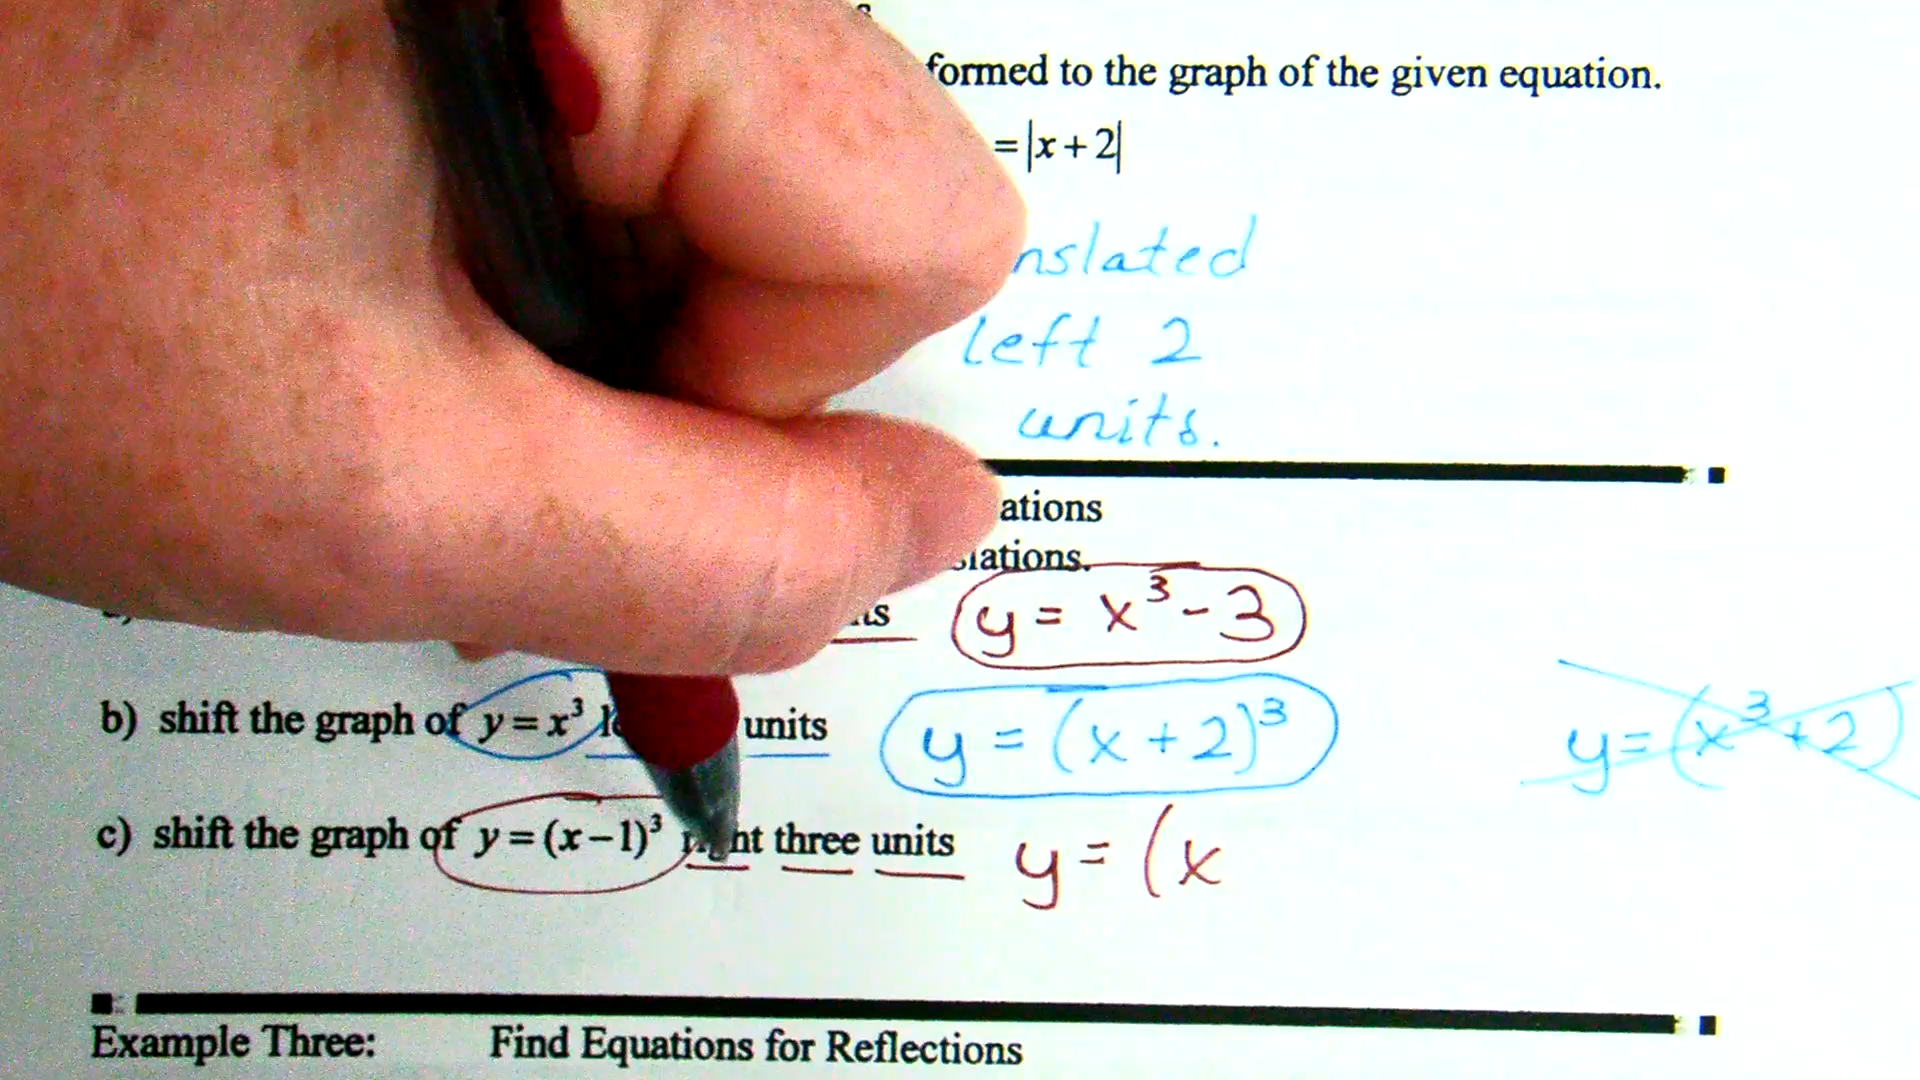 formed to the graph of the given equation.
= |x + 2|
nslated
left 2
units.
ations
lations.
y = x³ - 3
b) shift the graph of y = x³ units
y = (x + 2)³
y = (x³ + 2)
c) shift the graph of y = (x – 1)³ right three units
y = (x
Example Three: Find Equations for Reflections